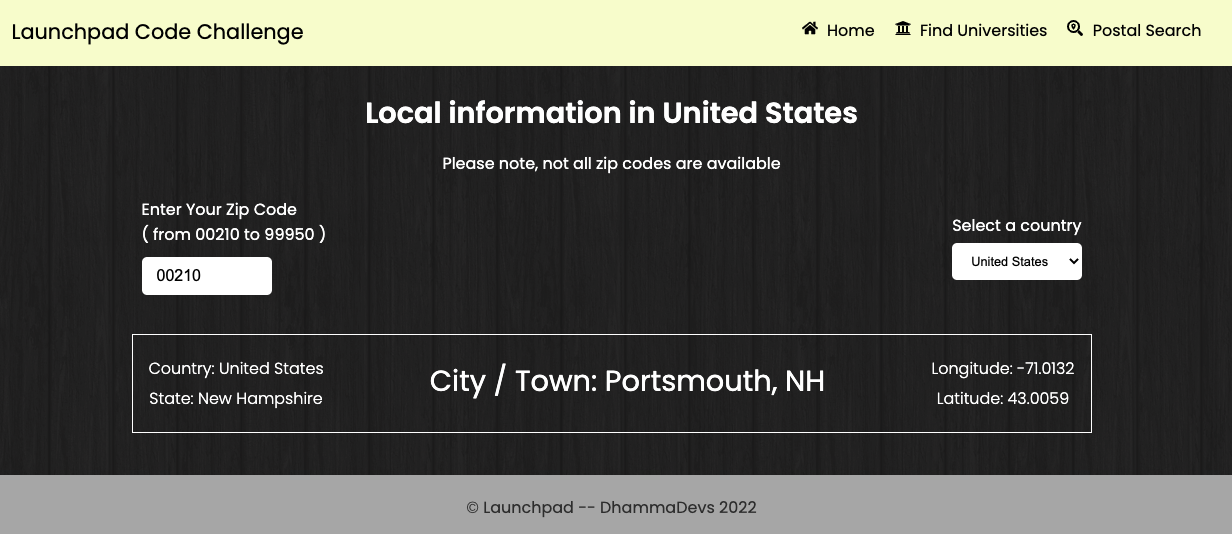 Launchpad Code Challenge
Home
Find Universities
Postal Search
Local information in United States
Please note, not all zip codes are available
Enter Your Zip Code
( from 00210 to 99950 )
00210
Select a country
United States
Country: United States
State: New Hampshire
City / Town: Portsmouth, NH
Longitude: -71.0132
Latitude: 43.0059
© Launchpad -- DhammaDevs 2022